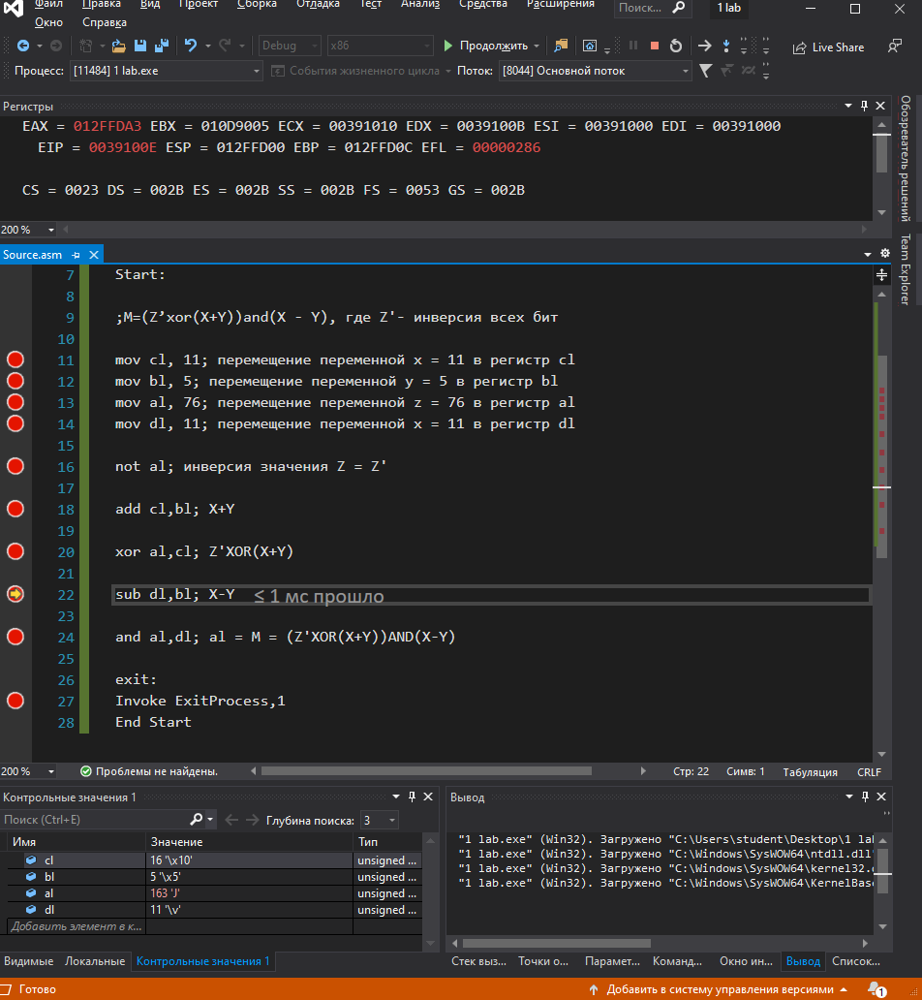 Файл Правка Вид Проект Сборка Отладка Тест Анализ Средства Расширения Поиск... 1 lab
Окно Справка
Debug x86 Продолжить Live Share
Процесс: [11484] 1 lab.exe События жизненного цикла Поток: [8044] Основной поток
Регистры
EAX = 012FFDA3 EBX = 010D9005 ECX = 00391010 EDX = 0039100B ESI = 00391000 EDI = 00391000
EIP = 0039100E ESP = 012FFD00 EBP = 012FFD0C EFL = 00000286
CS = 0023 DS = 002B ES = 002B SS = 002B FS = 0053 GS = 002B
200 %
Обозреватель решений
Team Explorer
Source.asm
7 Start:
8
9 ;M=(Z’xor(X+Y))and(X - Y), где Z'- инверсия всех бит
10
11 mov cl, 11; перемещение переменной x = 11 в регистр cl
12 mov bl, 5; перемещение переменной y = 5 в регистр bl
13 mov al, 76; перемещение переменной z = 76 в регистр al
14 mov dl, 11; перемещение переменной x = 11 в регистр dl
15
16 not al; инверсия значения Z = Z'
17
18 add cl,bl; X+Y
19
20 xor al,cl; Z'XOR(X+Y)
21
22 sub dl,bl; X-Y ≤ 1 мс прошло
23
24 and al,dl; al = M = (Z'XOR(X+Y))AND(X-Y)
25
26 exit:
27 Invoke ExitProcess,1
28 End Start
200 % Проблемы не найдены. Стр: 22 Симв: 1 Табуляция CRLF
Контрольные значения 1
Поиск (Ctrl+E) Глубина поиска: 3
Имя Значение Тип
cl 16 '\x10' unsigned ...
bl 5 '\x5' unsigned ...
al 163 'J' unsigned ...
dl 11 '\v' unsigned ...
Добавить элемент в к...
Видимые Локальные Контрольные значения 1
Вывод
"1 lab.exe" (Win32). Загружено "C:\Users\student\Desktop\1 lab
"1 lab.exe" (Win32). Загружено "C:\Windows\SysWOW64\ntdll.dll"
"1 lab.exe" (Win32). Загружено "C:\Windows\SysWOW64\kernel32.
"1 lab.exe" (Win32). Загружено "C:\Windows\SysWOW64\KernelBas
Стек выз... Точки о... Парамет... Команд... Окно ин... Вывод Список...
Готово Добавить в систему управления версиями 1